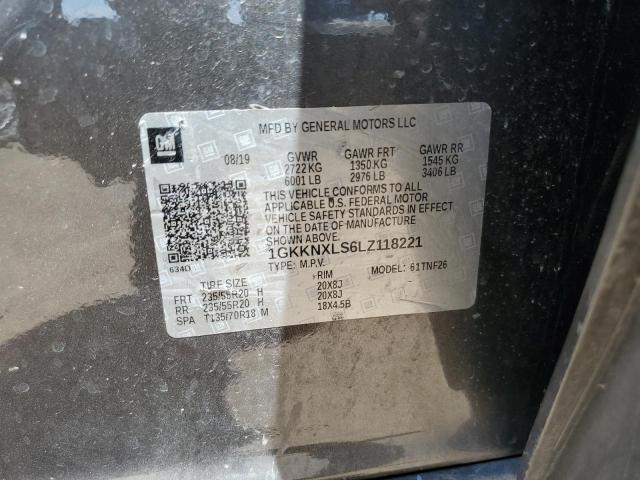 GM
MFD BY GENERAL MOTORS LLC
08/19 GVWR GAWR FRT GAWR RR
2722 KG 1350 KG 1545 KG
6001 LB 2976 LB 3406 LB
THIS VEHICLE CONFORMS TO ALL
APPLICABLE U.S. FEDERAL MOTOR
VEHICLE SAFETY STANDARDS IN EFFECT
ON THE DATE OF MANUFACTURE
SHOWN ABOVE.
1GKKNXLS6LZ118221
TYPE: M.P.V. MODEL: 61TNF26
634D
TIRE SIZE RIM
FRT 235/55R20 H 20X8J
RR 235/55R20 H 20X8J
SPA T135/70R18 M 18X4.5B
GM